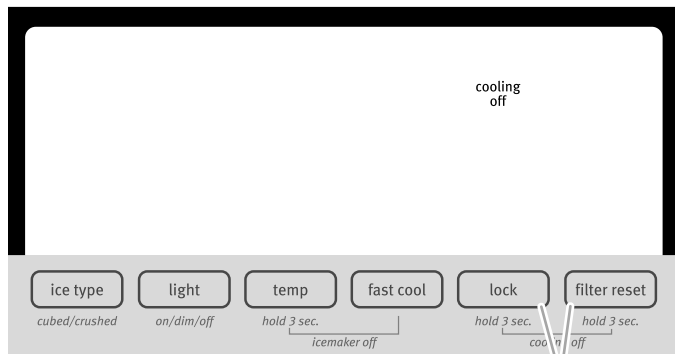 cooling
off
ice type light temp fast cool lock filter reset
cubed/crushed on/dim/off hold 3 sec. hold 3 sec. hold 3 sec.
icemaker off cooling off